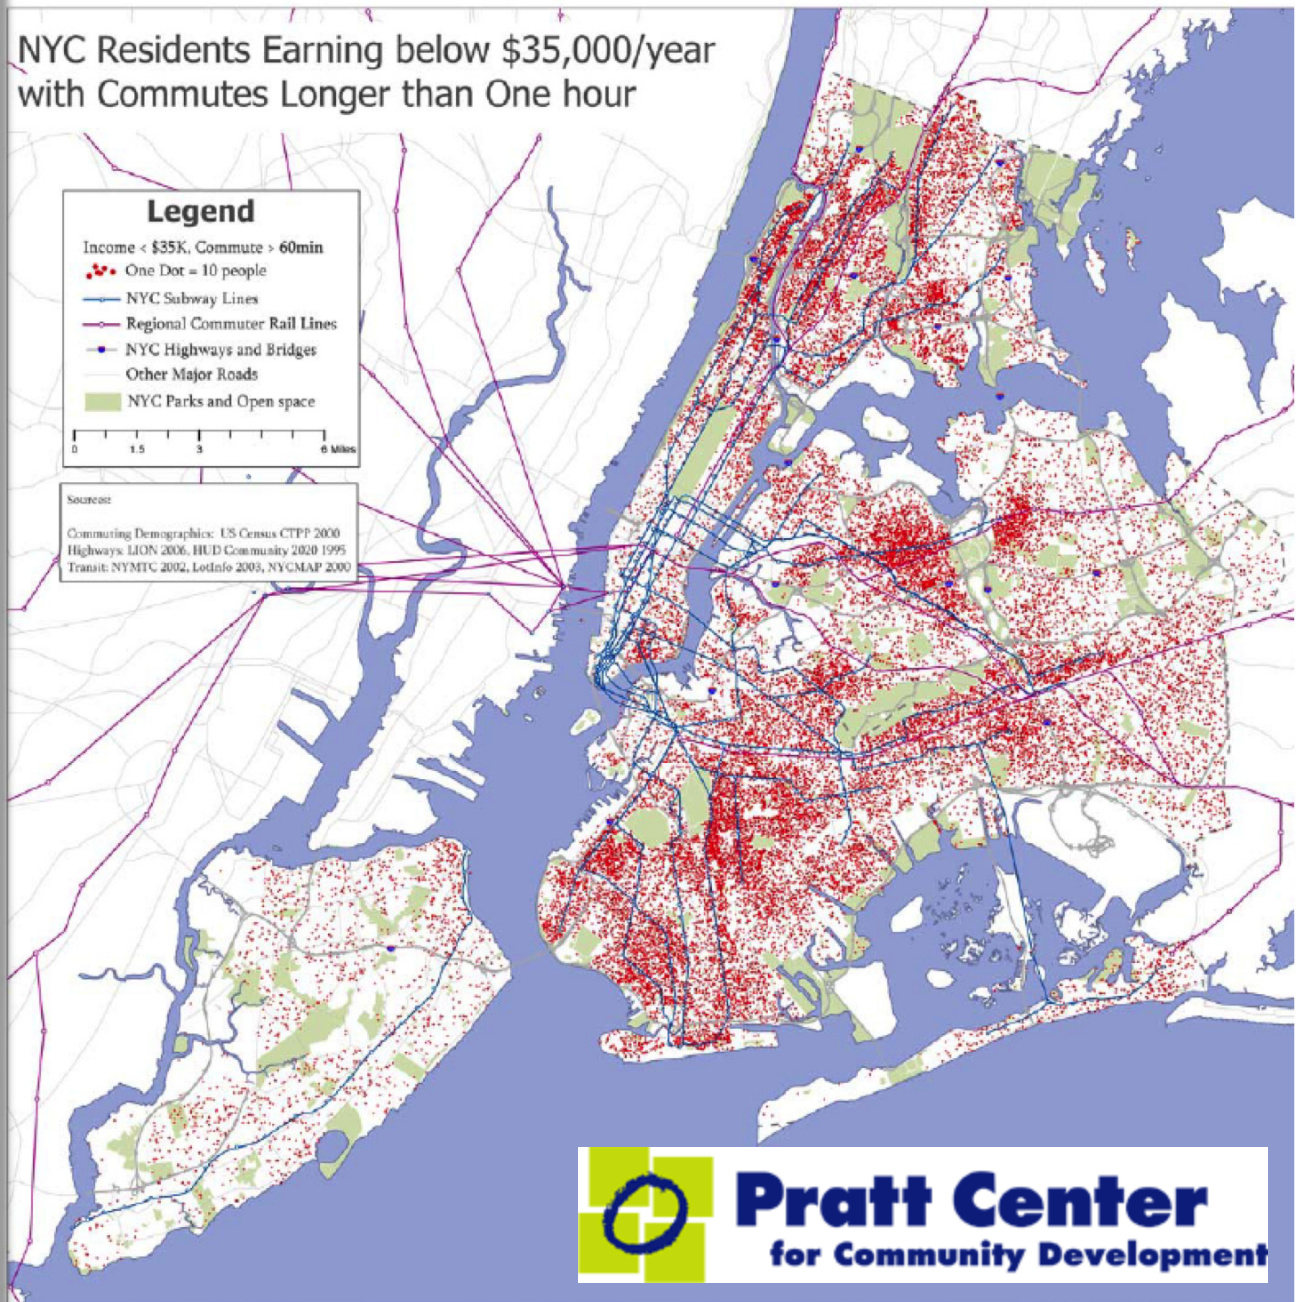 NYC Residents Earning below $35,000/year
with Commutes Longer than One hour
Legend
Income < $35K, Commute > 60min
One Dot = 10 people
NYC Subway Lines
Regional Commuter Rail Lines
NYC Highways and Bridges
Other Major Roads
NYC Parks and Open space
0 1.5 3 6 Miles
Sources:
Commuting Demographics: US Census CTPP 2000
Highways: LION 2006, HUD Community 2020 1995
Transit: NYMTC 2002, LotInfo 2003, NYCMAP 2000
Pratt Center
for Community Development